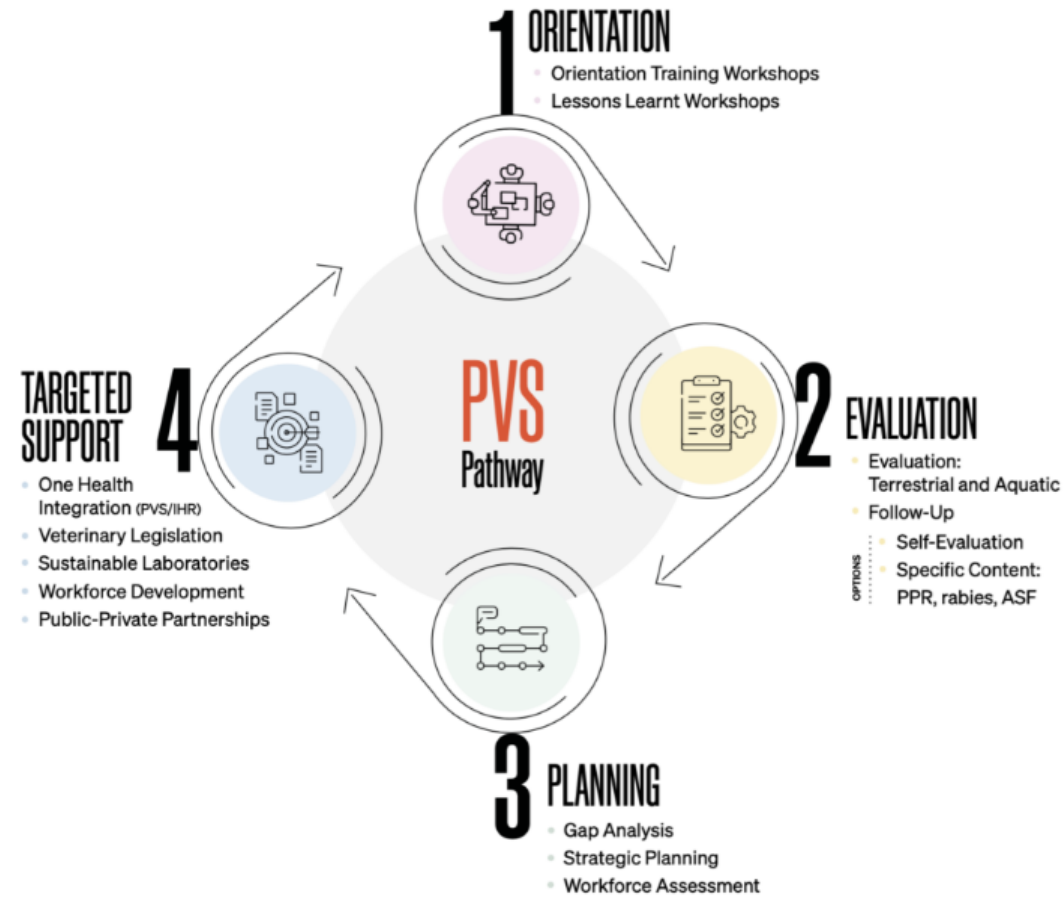 1 ORIENTATION
• Orientation Training Workshops
• Lessons Learnt Workshops
PVS
Pathway
2 EVALUATION
• Evaluation:
Terrestrial and Aquatic
• Follow-Up
OPTIONS
• Self-Evaluation
• Specific Content:
PPR, rabies, ASF
3 PLANNING
• Gap Analysis
• Strategic Planning
• Workforce Assessment
TARGETED
SUPPORT 4
• One Health
Integration (PVS/IHR)
• Veterinary Legislation
• Sustainable Laboratories
• Workforce Development
• Public-Private Partnerships